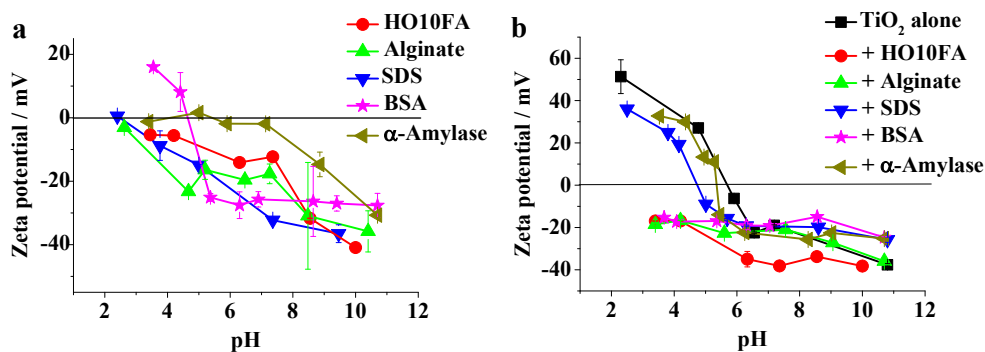 a
HO10FA
Alginate
SDS
BSA
α-Amylase
Zeta potential / mV
20
0
-20
-40
2
4
6
8
10
12
pH
b
TiO₂ alone
+ HO10FA
+ Alginate
+ SDS
+ BSA
+ α-Amylase
Zeta potential / mV
60
40
20
0
-20
-40
2
4
6
8
10
12
pH